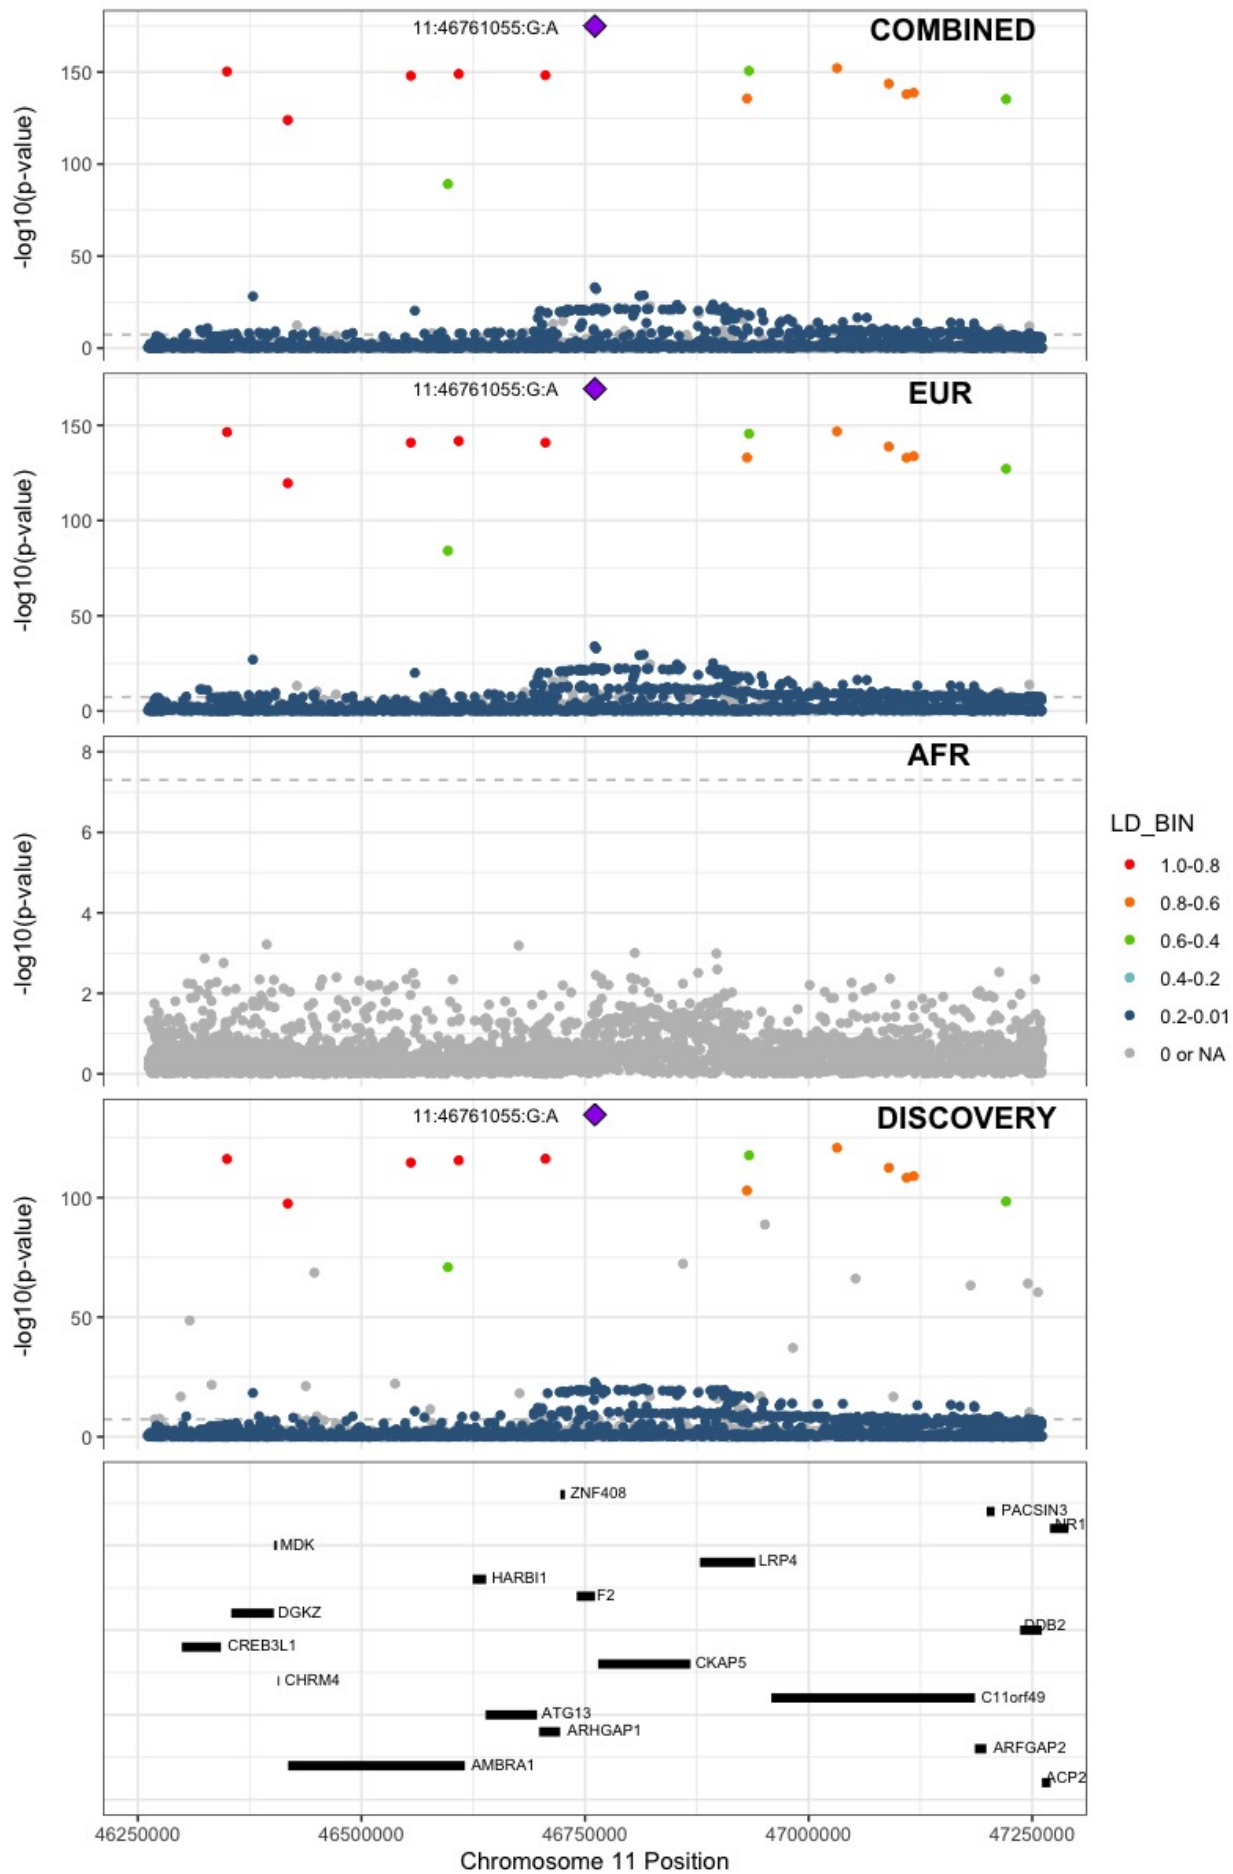 11:46761055:G:A
COMBINED
-log10(p-value)
150
100
50
0
11:46761055:G:A
EUR
-log10(p-value)
150
100
50
0
AFR
-log10(p-value)
8
6
4
2
0
LD_BIN
1.0-0.8
0.8-0.6
0.6-0.4
0.4-0.2
0.2-0.01
0 or NA
11:46761055:G:A
DISCOVERY
-log10(p-value)
100
50
0
ZNF408
PACSIN3
NR1
MDK
LRP4
HARBI1
F2
DGKZ
DDB2
CREB3L1
CKAP5
CHRM4
C11orf49
ATG13
ARHGAP1
ARFGAP2
AMBRA1
ACP2
46250000 46500000 46750000 47000000 47250000
Chromosome 11 Position